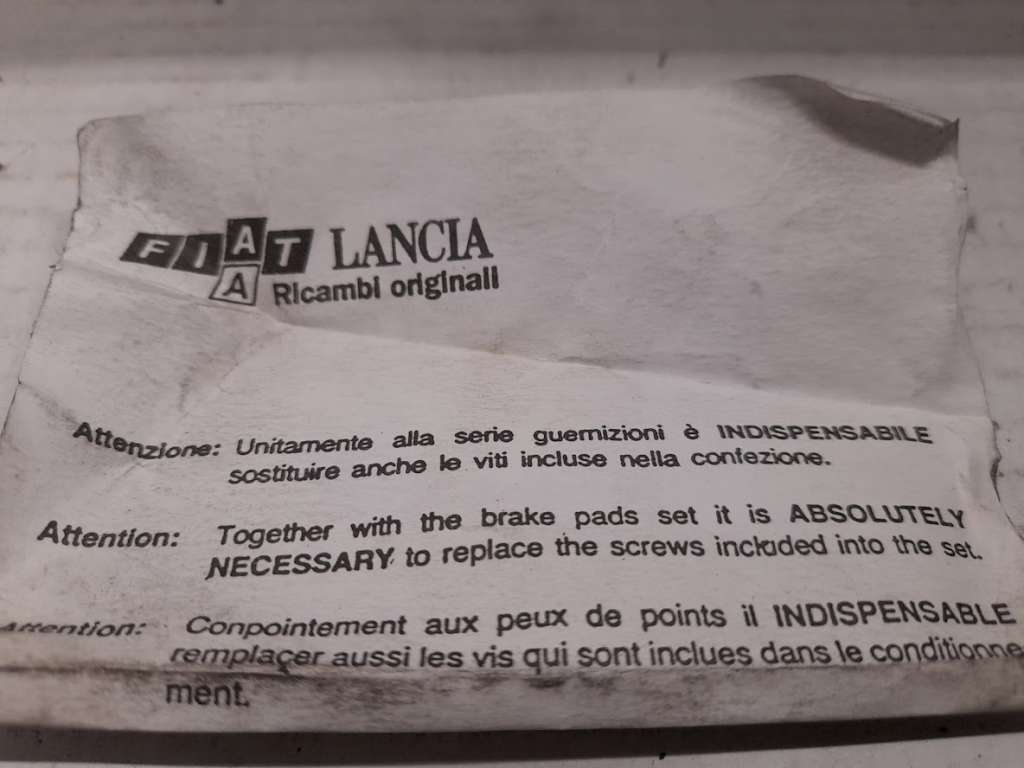 FIAT LANCIA
A Ricambi originali
Attenzione: Unitamente alla serie guernizioni è INDISPENSABILE
sostituire anche le viti incluse nella confezione.
Attention: Together with the brake pads set it is ABSOLUTELY
NECESSARY to replace the screws included into the set.
Attention: Conpointement aux peux de points il INDISPENSABLE
remplaçer aussi les vis qui sont inclues dans le conditionne
ment.